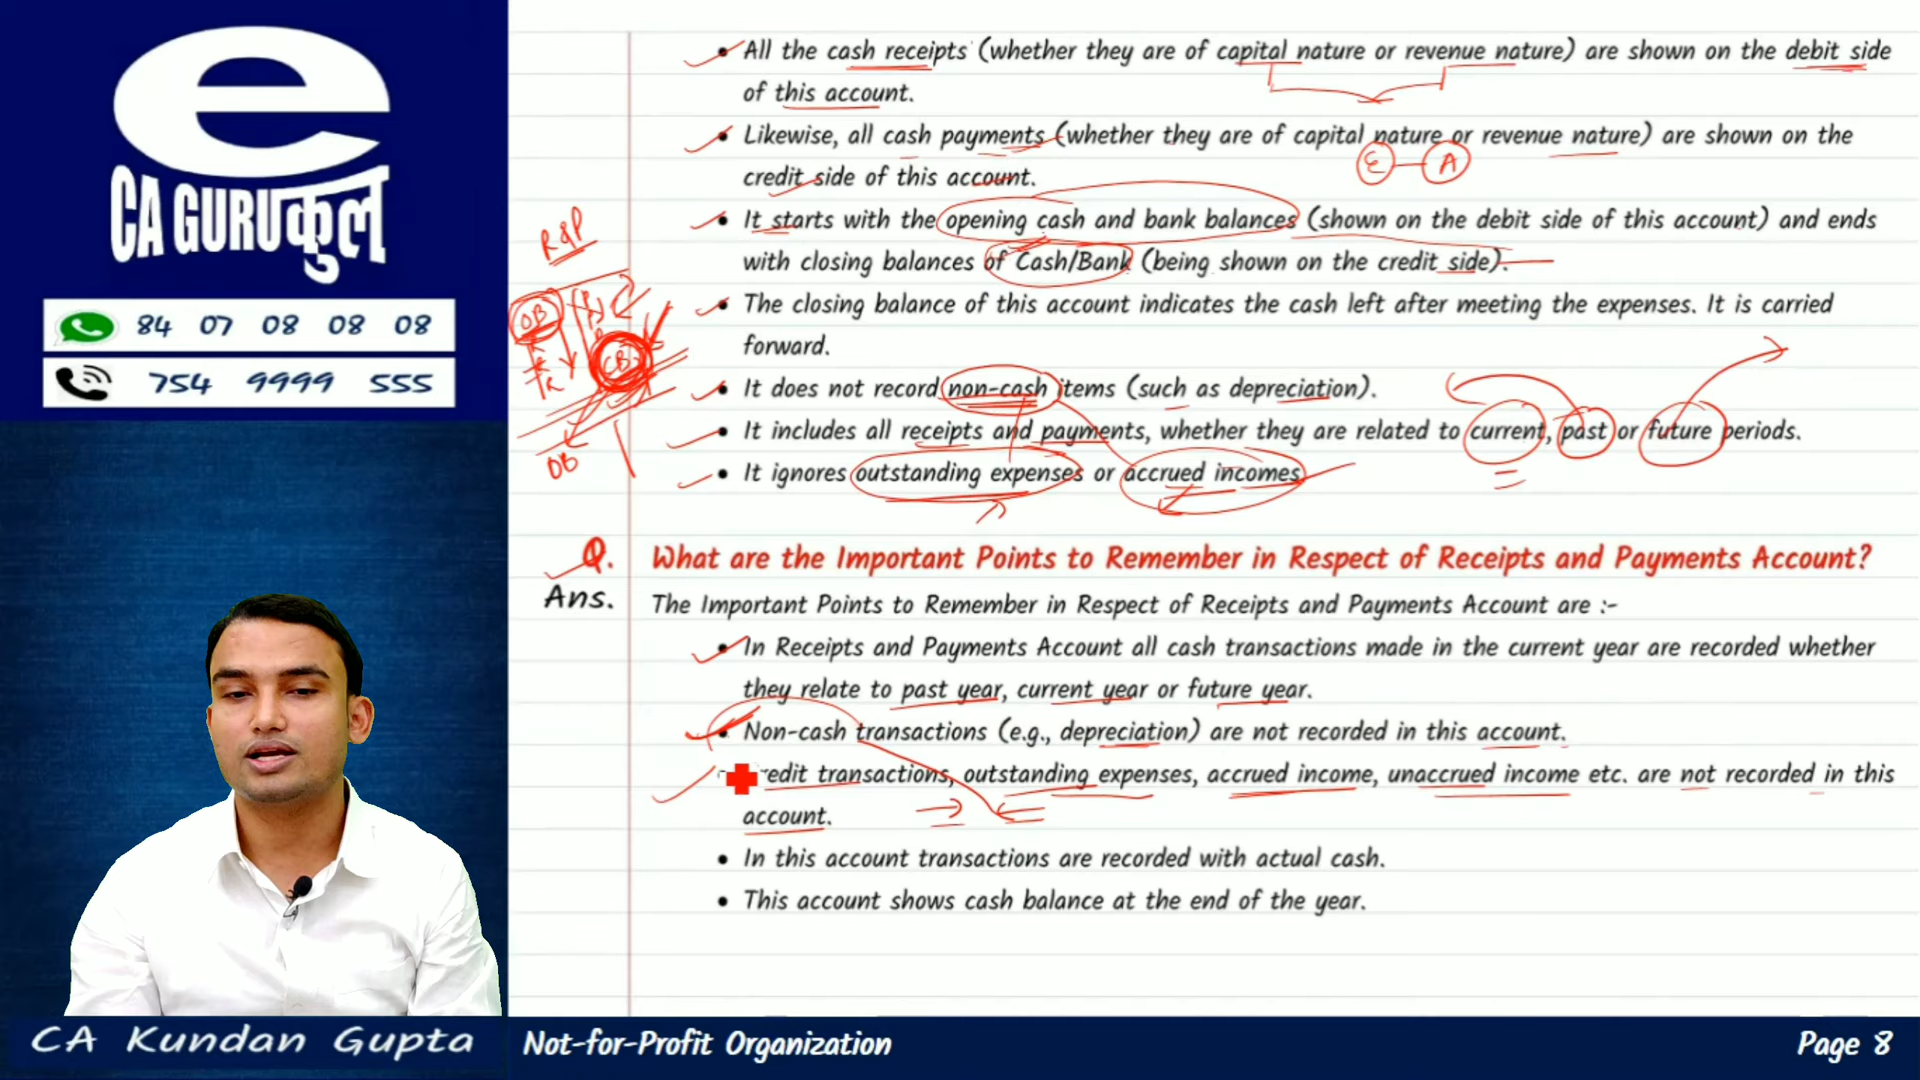 e
CA GURUकुल
84 07 08 08 08
754 9999 555
CA Kundan Gupta
• All the cash receipts (whether they are of capital nature or revenue nature) are shown on the debit side
of this account.
• Likewise, all cash payments (whether they are of capital nature or revenue nature) are shown on the
credit side of this account.
E A
• It starts with the opening cash and bank balances (shown on the debit side of this account) and ends
with closing balances of Cash/Bank (being shown on the credit side).
R&P
OB
CB
OB
• The closing balance of this account indicates the cash left after meeting the expenses. It is carried
forward.
• It does not record non-cash items (such as depreciation).
• It includes all receipts and payments, whether they are related to current, past or future periods.
• It ignores outstanding expenses or accrued incomes
Q. What are the Important Points to Remember in Respect of Receipts and Payments Account?
Ans. The Important Points to Remember in Respect of Receipts and Payments Account are :-
• In Receipts and Payments Account all cash transactions made in the current year are recorded whether
they relate to past year, current year or future year.
• Non-cash transactions (e.g., depreciation) are not recorded in this account.
redit transactions, outstanding expenses, accrued income, unaccrued income etc. are not recorded in this
account.
• In this account transactions are recorded with actual cash.
• This account shows cash balance at the end of the year.
Not-for-Profit Organization
Page 8